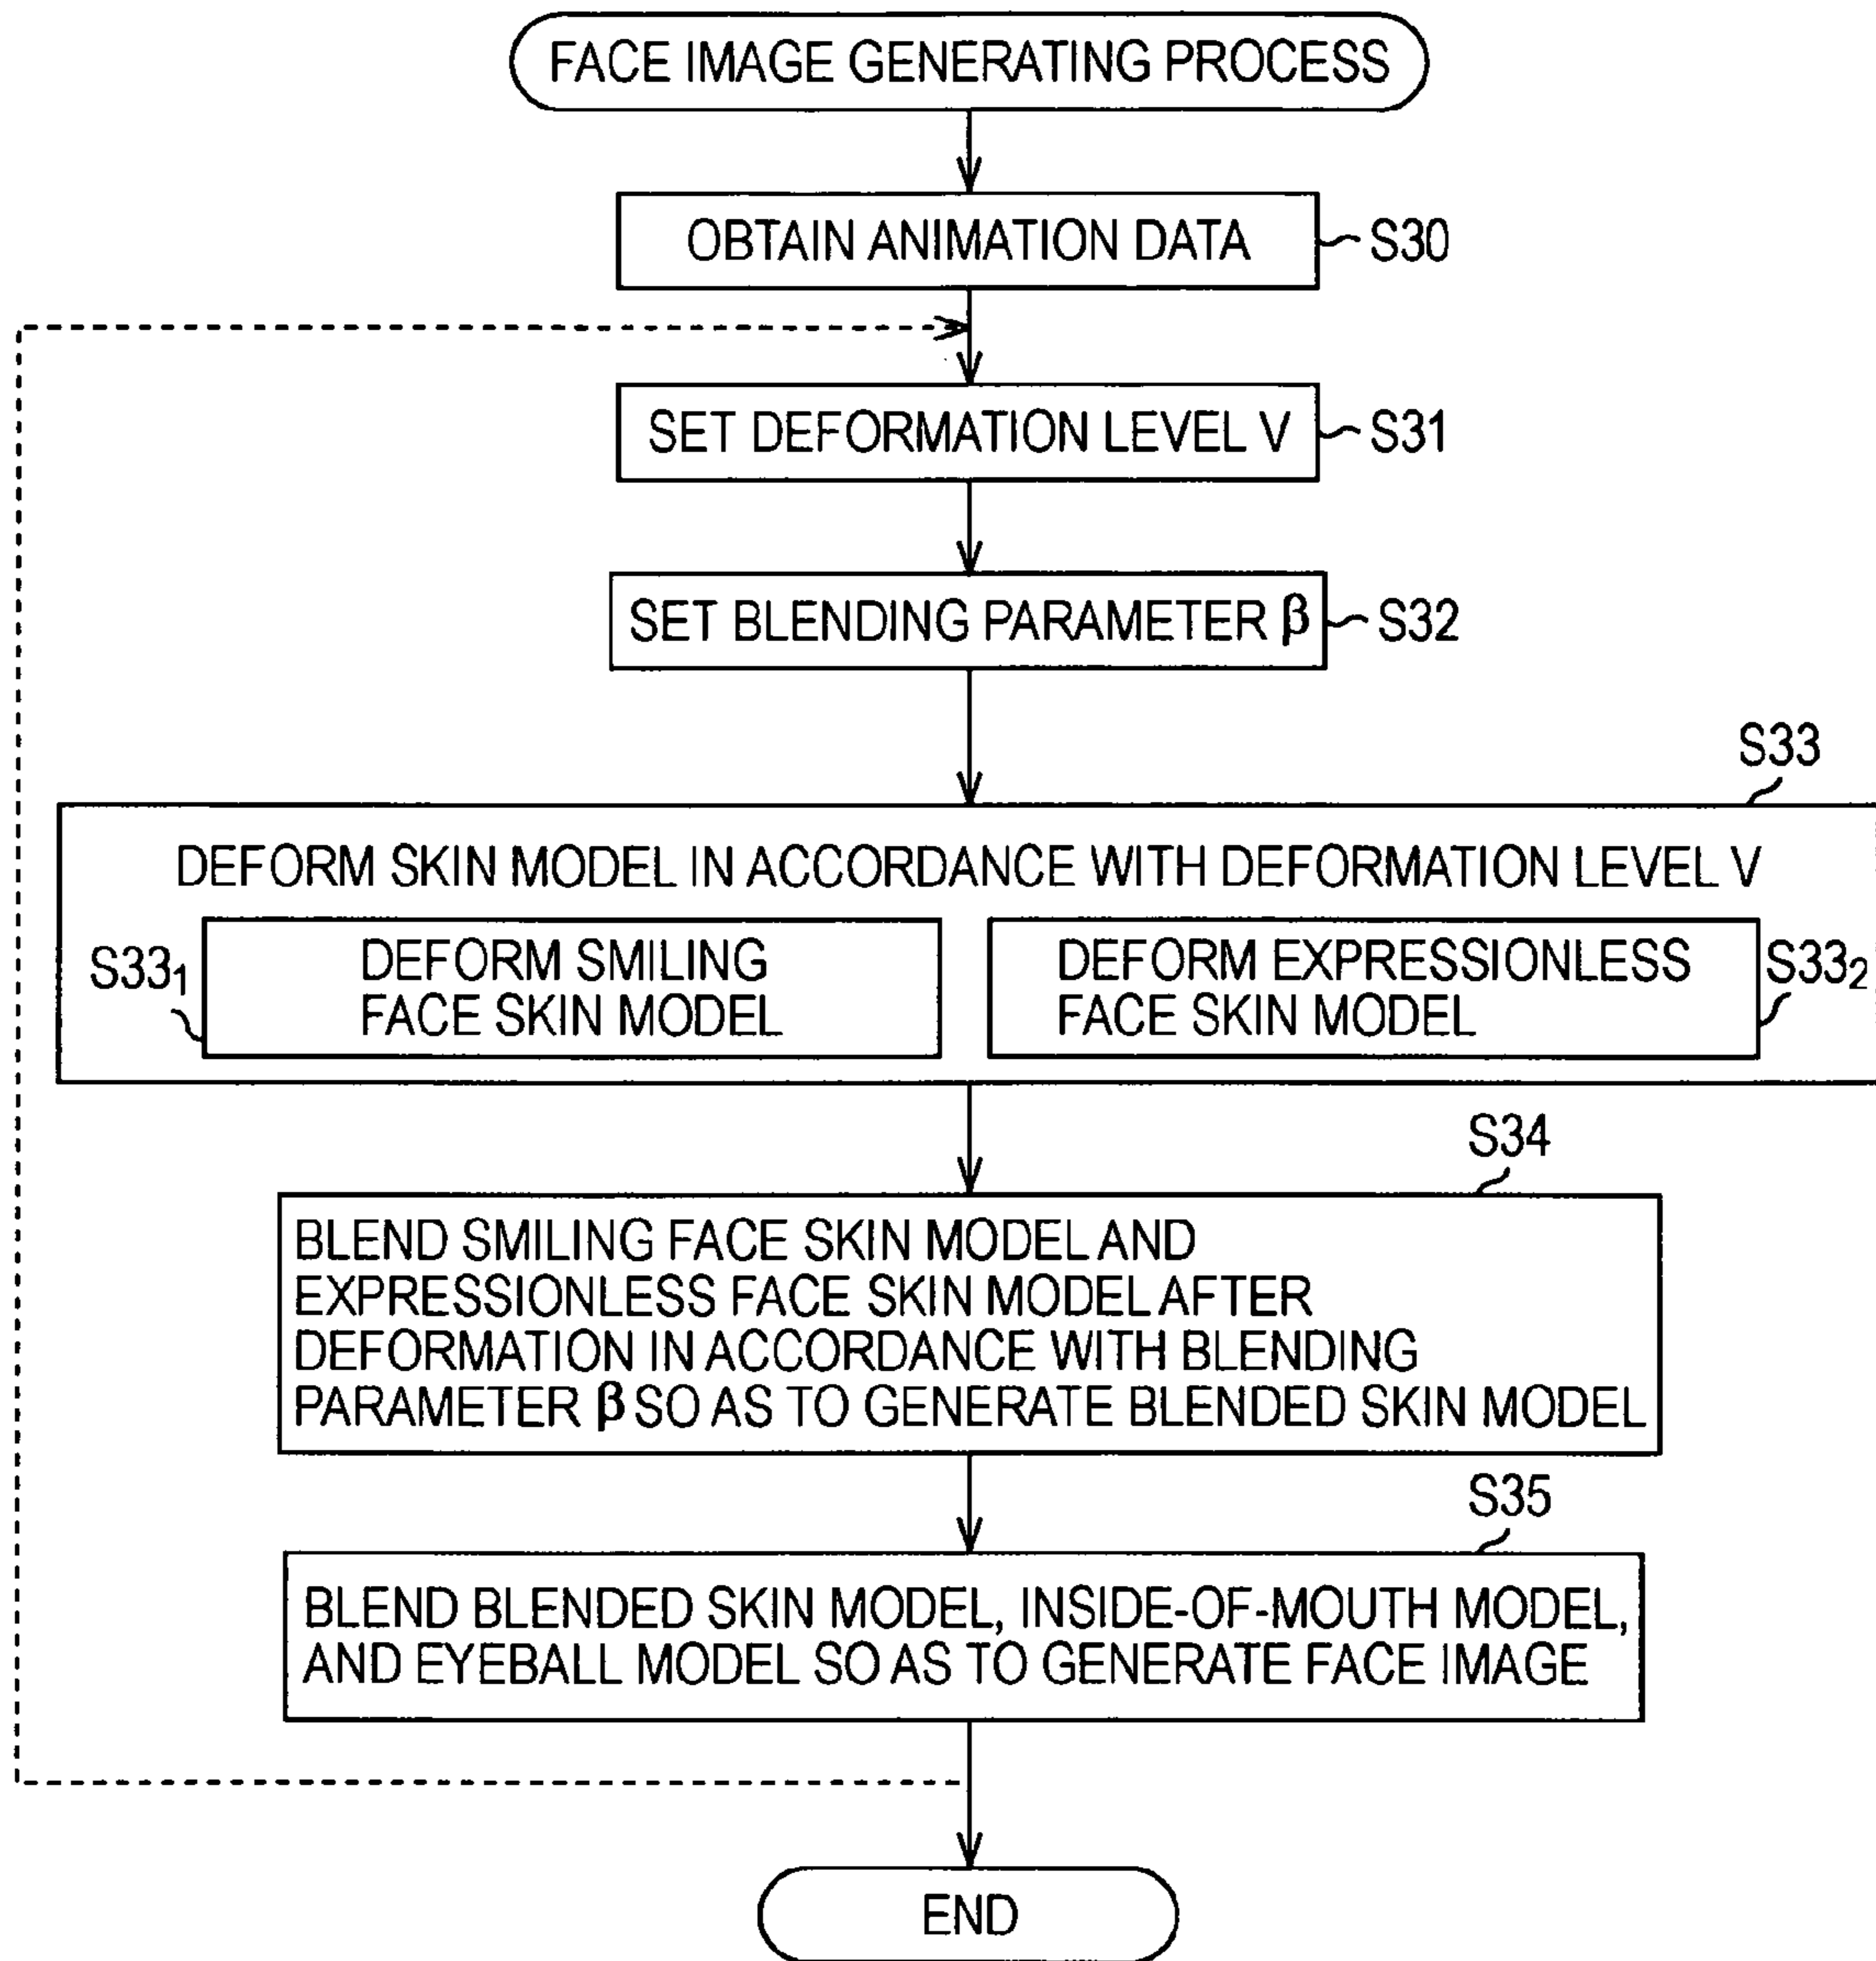 FACE IMAGE GENERATING PROCESS
OBTAIN ANIMATION DATA
S30
SET DEFORMATION LEVEL V
S31
SET BLENDING PARAMETER β
S32
S33
DEFORM SKIN MODEL IN ACCORDANCE WITH DEFORMATION LEVEL V
S33₁
DEFORM SMILING
FACE SKIN MODEL
DEFORM EXPRESSIONLESS
FACE SKIN MODEL
S33₂
S34
BLEND SMILING FACE SKIN MODEL AND
EXPRESSIONLESS FACE SKIN MODEL AFTER
DEFORMATION IN ACCORDANCE WITH BLENDING
PARAMETER β SO AS TO GENERATE BLENDED SKIN MODEL
S35
BLEND BLENDED SKIN MODEL, INSIDE-OF-MOUTH MODEL,
AND EYEBALL MODEL SO AS TO GENERATE FACE IMAGE
END